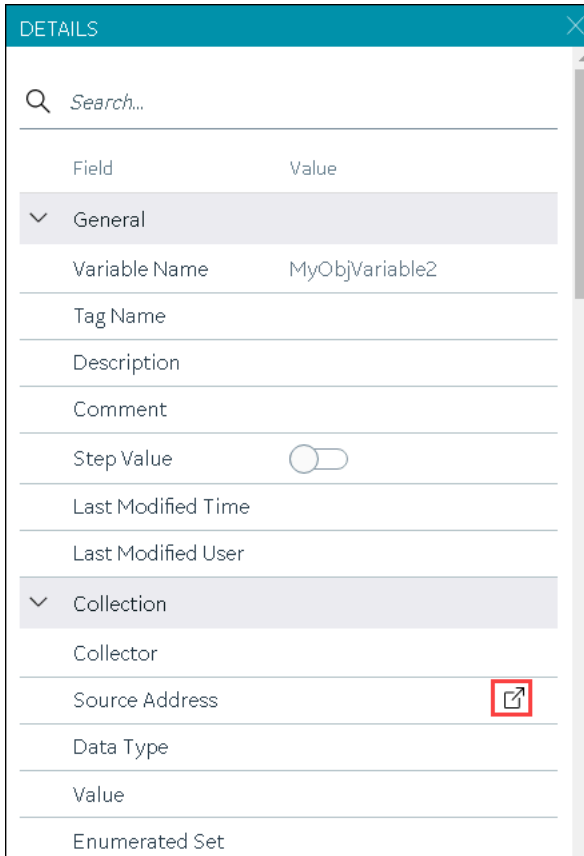 DETAILS
Search...
Field Value
General
Variable Name MyObjVariable2
Tag Name
Description
Comment
Step Value
Last Modified Time
Last Modified User
Collection
Collector
Source Address
Data Type
Value
Enumerated Set